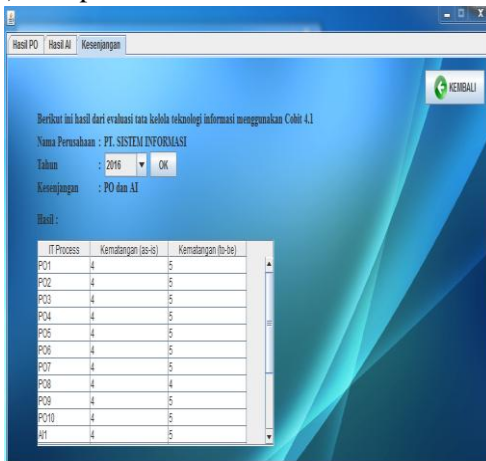 Hasil PO Hasil AI Kesenjangan
KEMBALI
Berikut ini hasil dari evaluasi tata kelola teknologi informasi menggunakan Cobit 4.1
Nama Perusahaan : PT. SISTEM INFORMASI
Tahun : 2016 OK
Kesenjangan : PO dan AI
Hasil :
IT Process Kematangan (as-is) Kematangan (to-be)
PO1 4 5
PO2 4 5
PO3 4 5
PO4 4 5
PO5 4 5
PO6 4 5
PO7 4 5
PO8 4 4
PO9 4 5
PO10 4 5
AI1 4 5